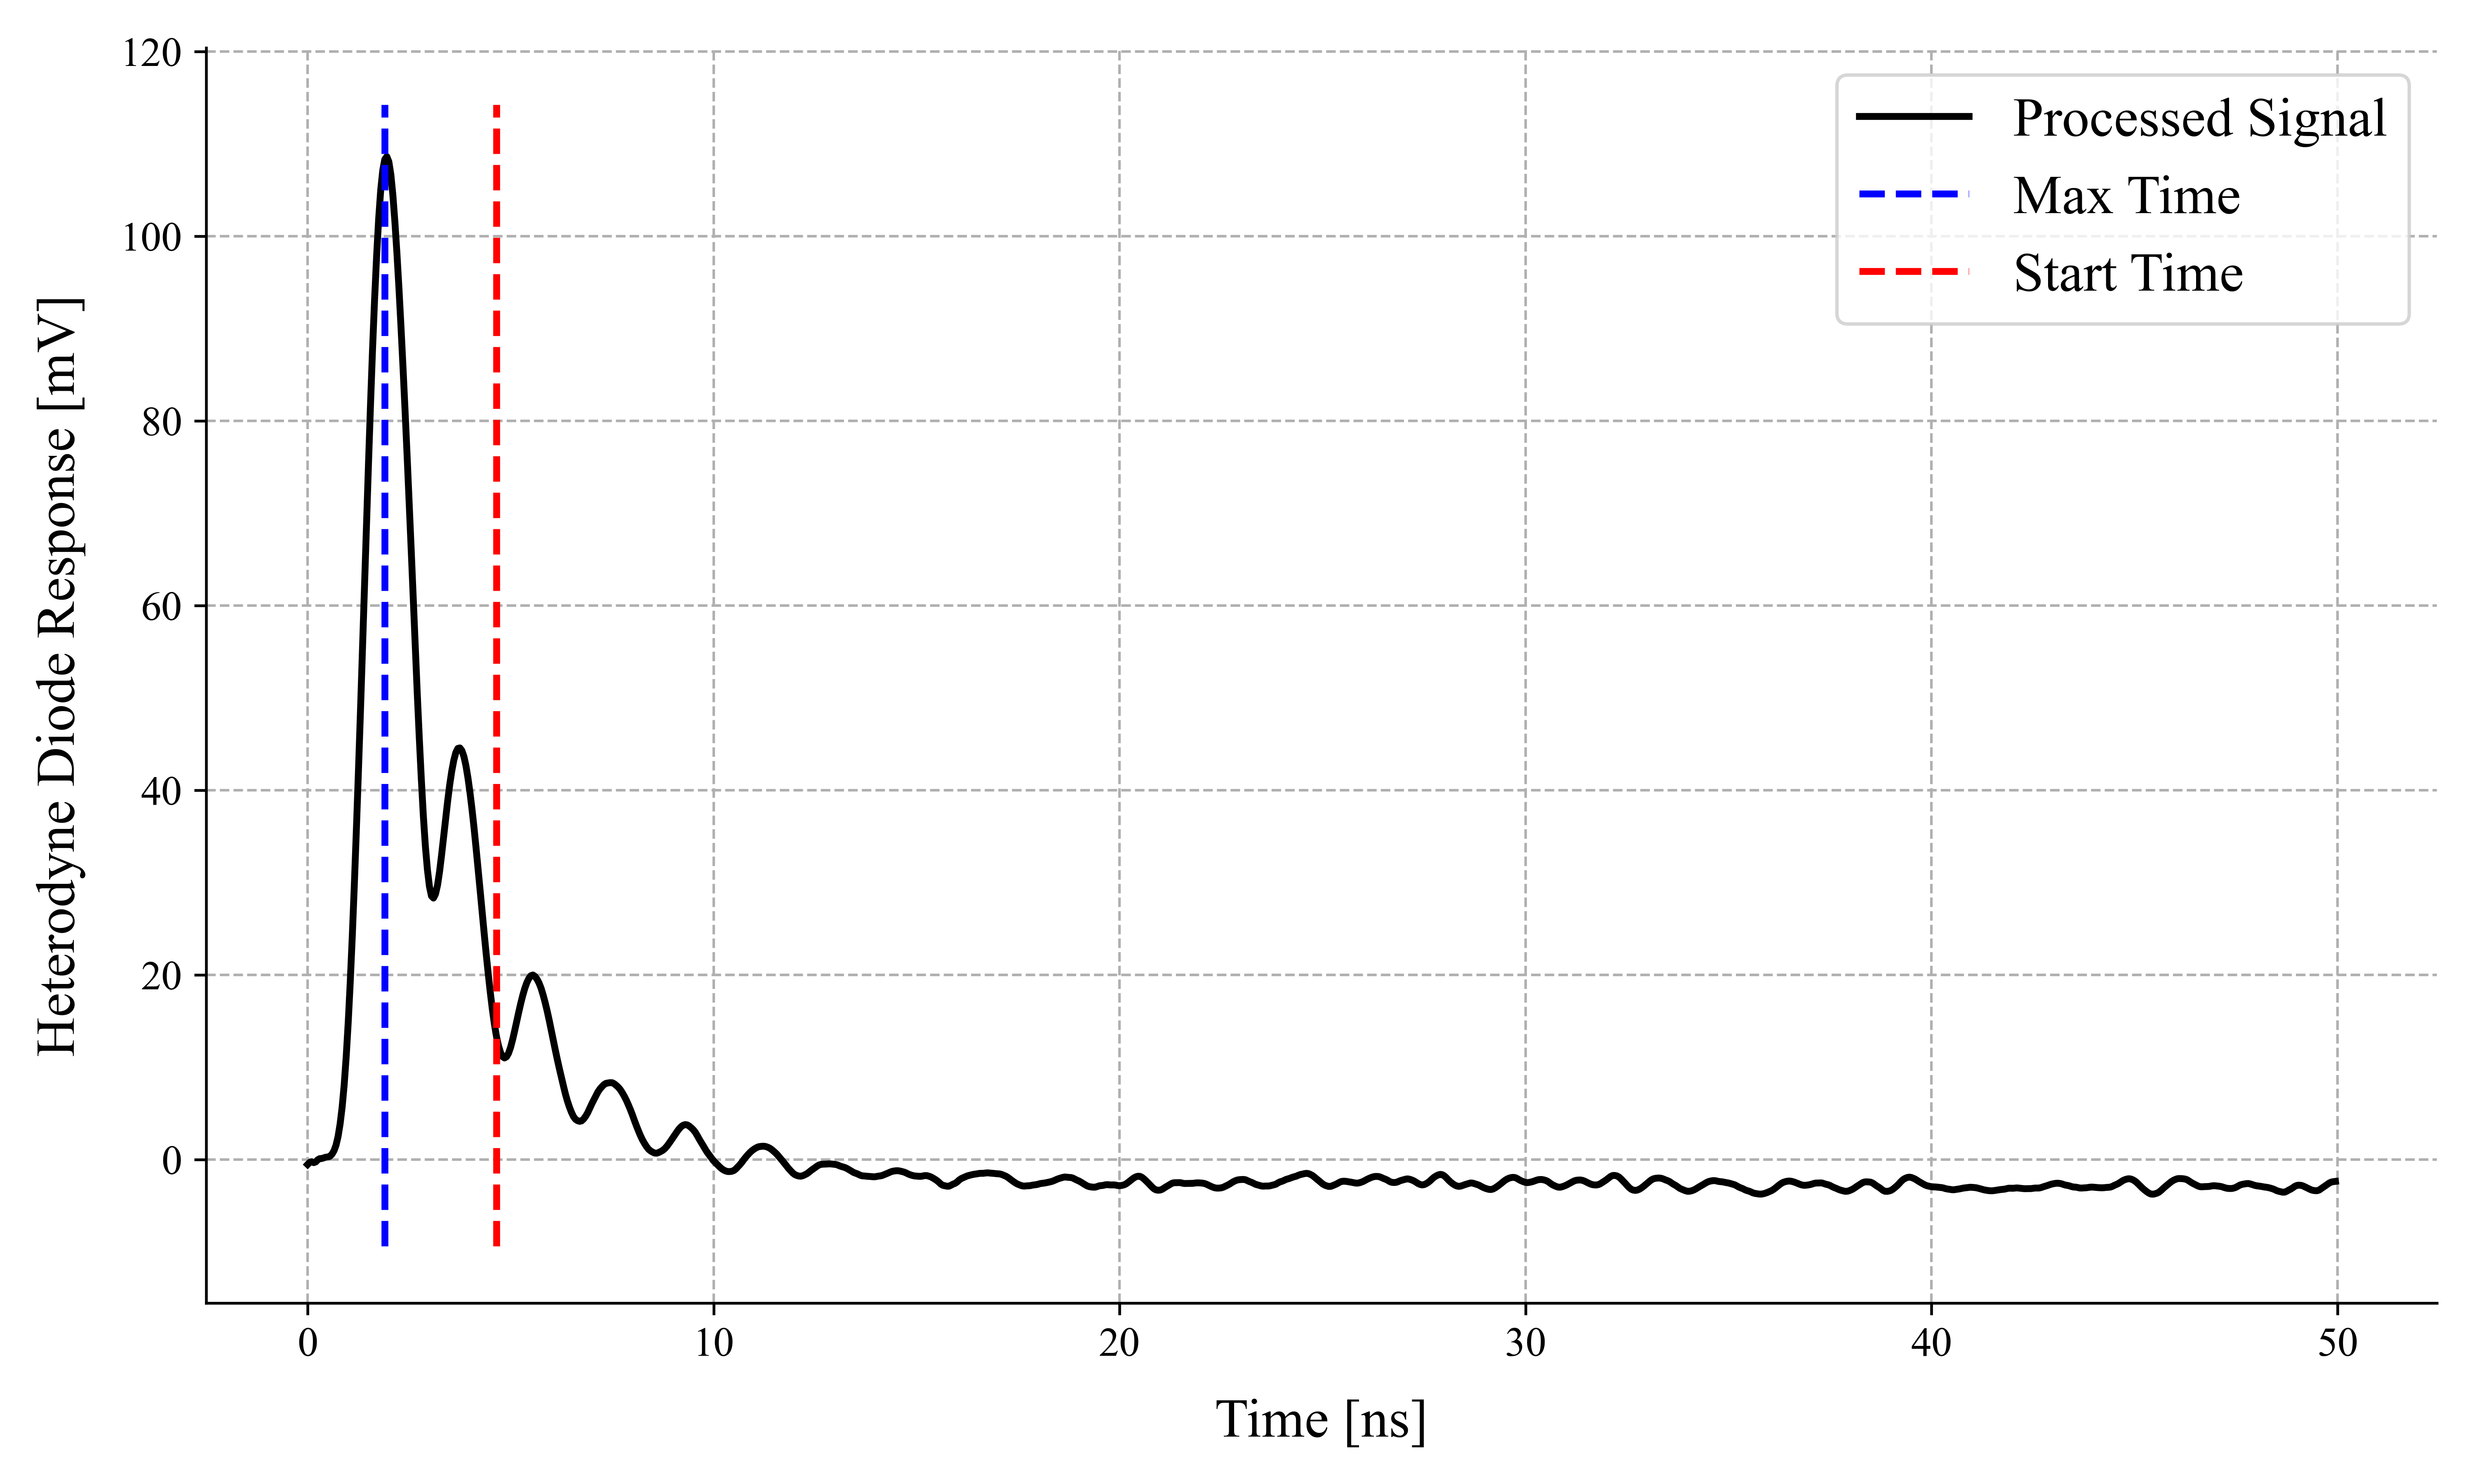 120
100
80
60
40
20
0
Heterodyne Diode Response [mV]
Processed Signal
Max Time
Start Time
0 10 20 30 40 50
Time [ns]